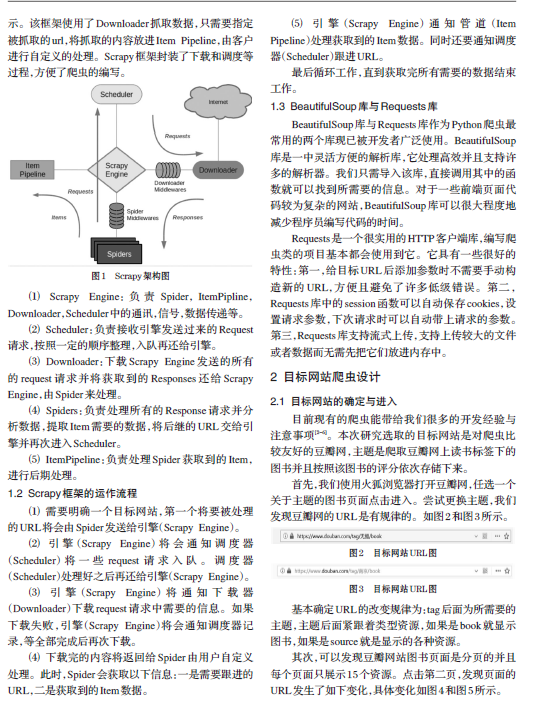 示。该框架使用了Downloader抓取数据,只需要指定
被抓取的url,将抓取的内容放进Item Pipeline,由客户
进行自定义的处理。Scrapy框架封装了下载和调度等
过程,方便了爬虫的编写。
Scheduler
Internet
Requests
Item
Pipeline
Scrapy
Engine
Downloader
Downloader
Middlewares
Requests
Spider
Middlewares
Items
Responses
Spiders
图1 Scrapy架构图
(1) Scrapy Engine:负责 Spider, ItemPipline,
Downloader,Scheduler中的通讯,信号,数据传递等。
(2) Scheduler:负责接收引擎发送过来的Request
请求,按照一定的顺序整理,入队再还给引擎。
(3) Downloader:下载 Scrapy Engine 发送的所有
的request请求并将获取到的Responses还给Scrapy
Engine,由Spider来处理。
(4) Spiders:负责处理所有的Response请求并分
析数据,提取Item需要的数据,将后继的URL交给引
擎并再次进入Scheduler。
(5) ItemPipeline:负责处理Spider获取到的Item,
进行后期处理。
1.2 Scrapy框架的运作流程
(1) 需要明确一个目标网站,第一个将要被处理
的URL将会由Spider发送给引擎(Scrapy Engine)。
(2) 引擎(Scrapy Engine)将会通知调度器
(Scheduler)将一些 request 请求入队。调度器
(Scheduler)处理好之后再还给引擎(Scrapy Engine)。
(3) 引擎(Scrapy Engine)将通知下载器
(Downloader)下载request请求中需要的信息。如果
下载失败,引擎(Scrapy Engine)将会通知调度器记
录,等全部完成后再次下载。
(4) 下载完的内容将返回给Spider由用户自定义
处理。此时,Spider会获取以下信息:一是需要跟进的
URL,二是获取到的Item数据。
(5) 引擎(Scrapy Engine)通知管道(Item
Pipeline)处理获取到的Item数据。同时还要通知调度
器(Scheduler)跟进URL。
最后循环工作,直到获取完所有需要的数据结束
工作。
1.3 BeautifulSoup库与Requests库
BeautifulSoup库与Requests库作为Python爬虫最
常用的两个库现已被开发者广泛使用。BeautifulSoup
库是一中灵活方便的解析库,它处理高效并且支持许
多的解析器。我们只需导入该库,直接调用其中的函
数就可以找到所需要的信息。对于一些前端页面代
码较为复杂的网站,BeautifulSoup库可以很大程度地
减少程序员编写代码的时间。
Requests是一个很实用的HTTP客户端库,编写爬
虫类的项目基本都会使用到它。它具有一些很好的
特性:第一,给目标URL后添加参数时不需要手动构
造新的URL,方便且避免了许多低级错误。第二,
Requests库中的session函数可以自动保存cookies,设
置请求参数,下次请求时可以自动带上请求的参数。
第三,Requests库支持流式上传,支持上传较大的文件
或者数据而无需先把它们放进内存中。
2 目标网站爬虫设计
2.1 目标网站的确定与进入
目前现有的爬虫能带给我们很多的开发经验与
注意事项[3-6]。本次研究选取的目标网站是对爬虫比
较友好的豆瓣网,主题是爬取豆瓣网上读书标签下的
图书并且按照该图书的评分依次存储下来。
首先,我们使用火狐浏览器打开豆瓣网,任选一个
关于主题的图书页面点击进入。尝试更换主题,我们
发现豆瓣网的URL是有规律的。如图2和图3所示。
https://www.douban.com/tag/优雅/book
图2 目标网站URL图
https://www.douban.com/tag/商战/book
图3 目标网站URL图
基本确定URL的改变规律为:tag后面为所需要的
主题,主题后面紧跟着类型资源,如果是book就显示
图书,如果是source就是显示的各种资源。
其次,可以发现豆瓣网站图书页面是分页的并且
每个页面只展示15个资源。点击第二页,发现页面的
URL发生了如下变化,具体变化如图4和图5所示。